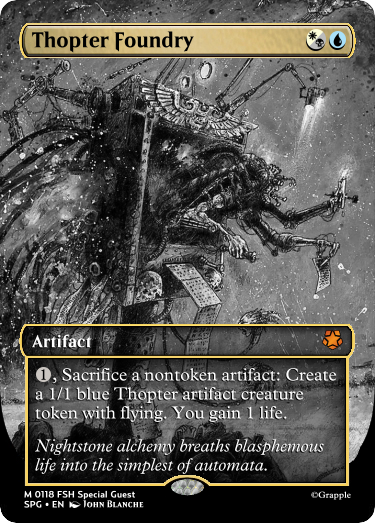 Thopter Foundry
Artifact
1, Sacrifice a nontoken artifact: Create
a 1/1 blue Thopter artifact creature
token with flying. You gain 1 life.
Nightstone alchemy breaths blasphemous
life into the simplest of automata.
M 0118 FSH Special Guest
SPG • EN John Blanche
©Grapple